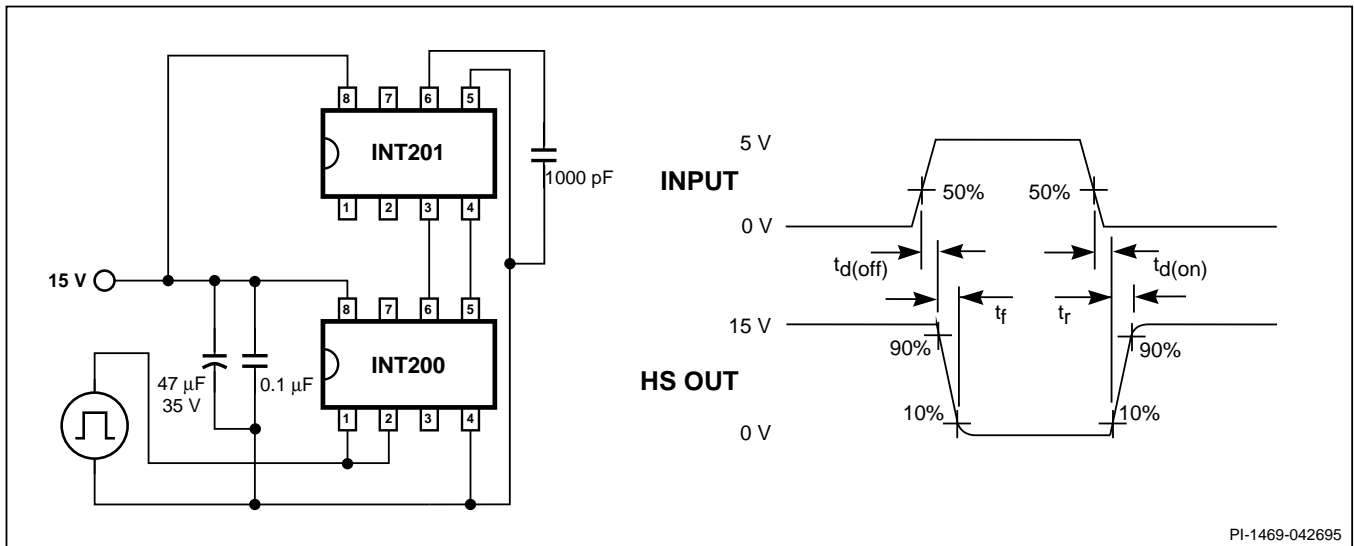 8 7 6 5
INT201
1000 pF
1 2 3 4
15 V
8 7 6 5
INT200
47 µF
35 V
0.1 µF
1 2 3 4
5 V
INPUT
50%
50%
0 V
td(off)
td(on)
tf
tr
15 V
90%
90%
HS OUT
10%
10%
0 V
PI-1469-042695